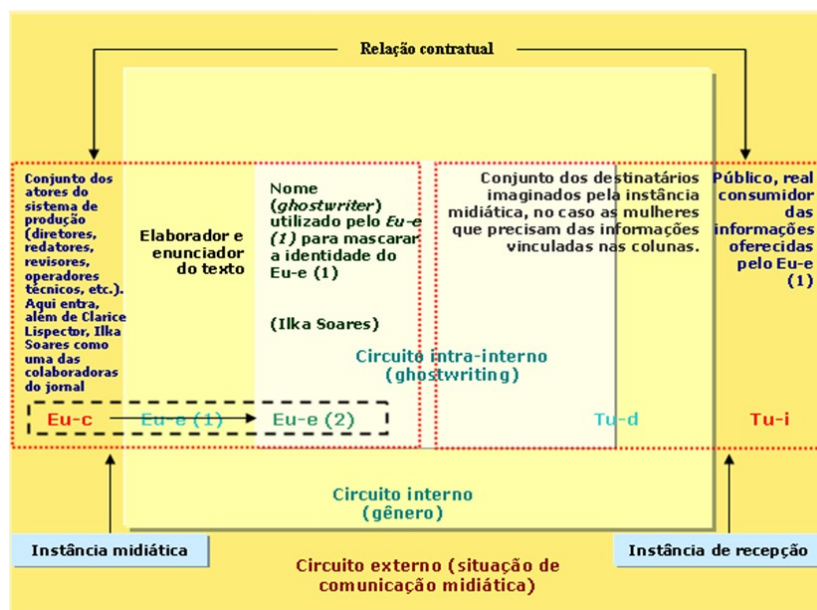 Relação contratual
Conjunto dos
atores do
sistema de
produção
(diretores,
redatores,
revisores,
operadores
técnicos, etc.).
Aqui entra,
além de Clarice
Lispector, Ilka
Soares como
uma das
colaboradoras
do jornal
Elaborador e
enunciador
do texto
Nome
(ghostwriter)
utilizado pelo Eu-e
(1) para mascarar
a identidade do
Eu-e (1)
(Ilka Soares)
Conjunto dos destinatários
imaginados pela instância
midiática, no caso as mulheres
que precisam das informações
vinculadas nas colunas.
Público, real
consumidor
das
informações
oferecidas
pelo Eu-e
(1)
Circuito intra-interno
(ghostwriting)
Eu-c
Eu-e (1)
Eu-e (2)
Tu-d
Tu-i
Circuito interno
(gênero)
Instância midiática
Instância de recepção
Circuito externo (situação de
comunicação midiática)